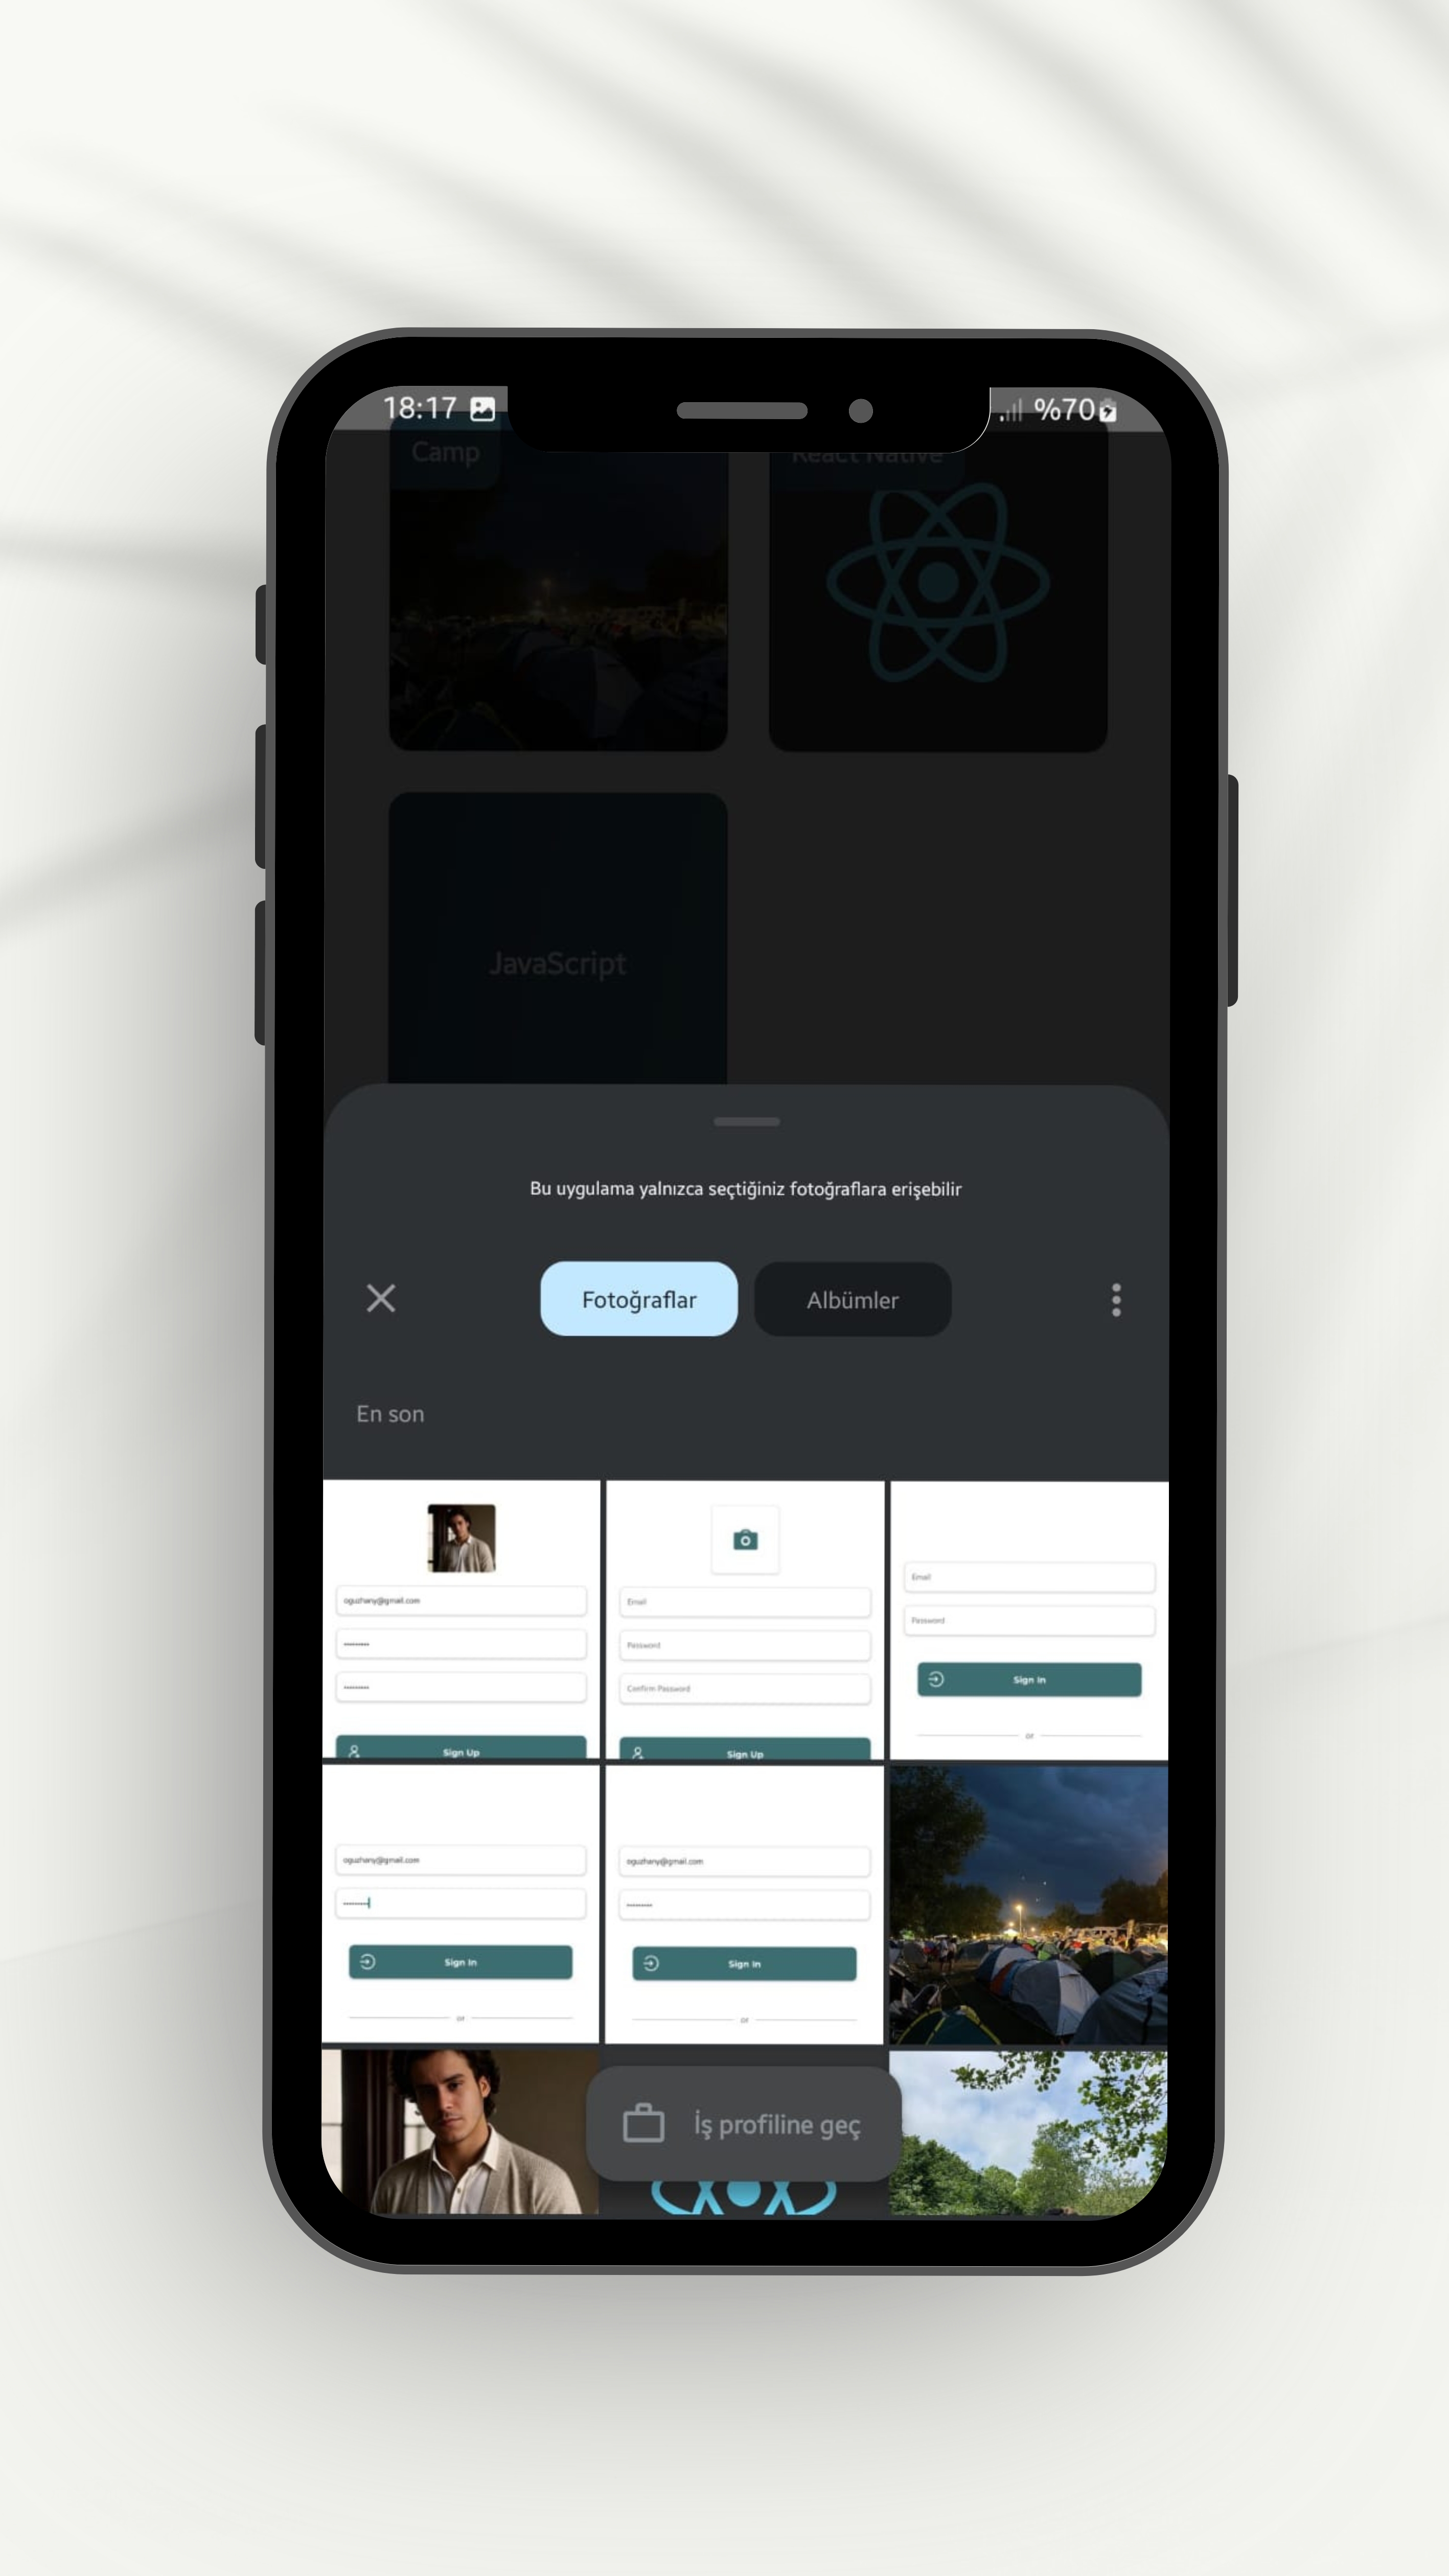 18:17
%70
Camp
React Native
JavaScript
Bu uygulama yalnızca seçtiğiniz fotoğraflara erişebilir
Fotoğraflar
Albümler
En son
oguzhany@gmail.com
Sign Up
Email
Password
Confirm Password
Sign Up
Email
Password
Sign In
or
oguzhany@gmail.com
Sign In
or
oguzhany@gmail.com
Sign In
or
İş profiline geç